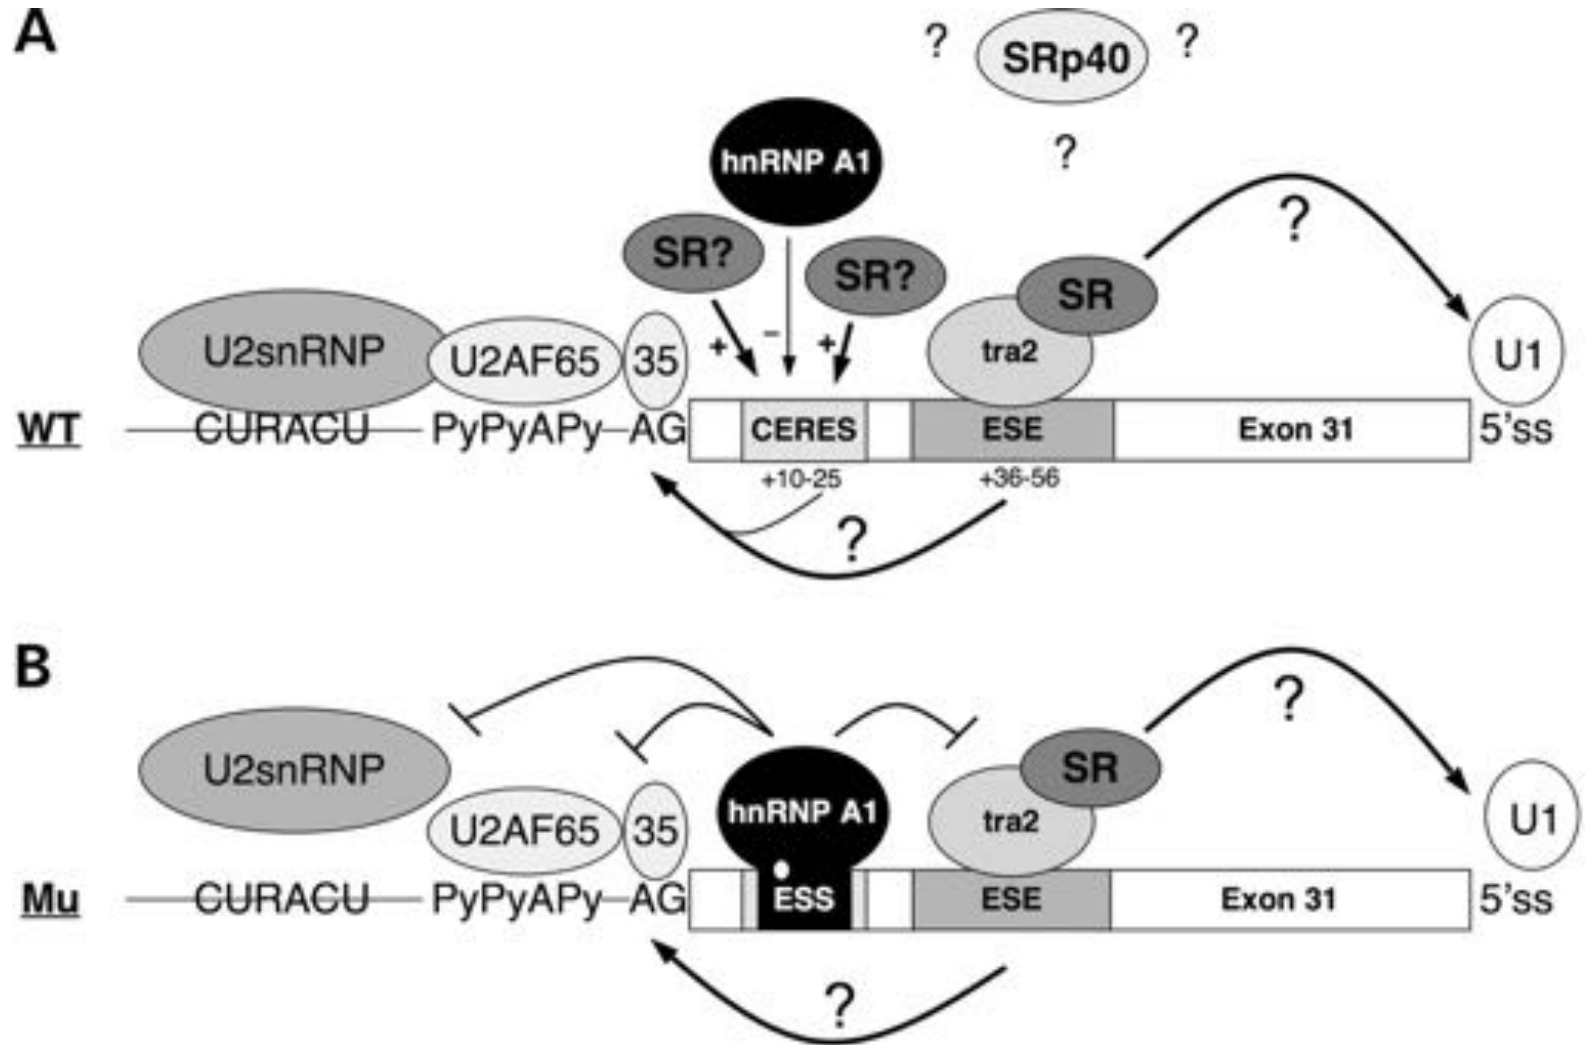 A
? SRp40 ?
hnRNP A1
?
SR? SR?
?
SR
U2snRNP U2AF65 35 + – + tra2 U1
WT CURACU PyPyAPy AG CERES ESE Exon 31 5'ss
+10-25 +36-56
?
B
?
U2snRNP SR
U2AF65 35 hnRNP A1 tra2 U1
Mu CURACU PyPyAPy AG ESS ESE Exon 31 5'ss
?